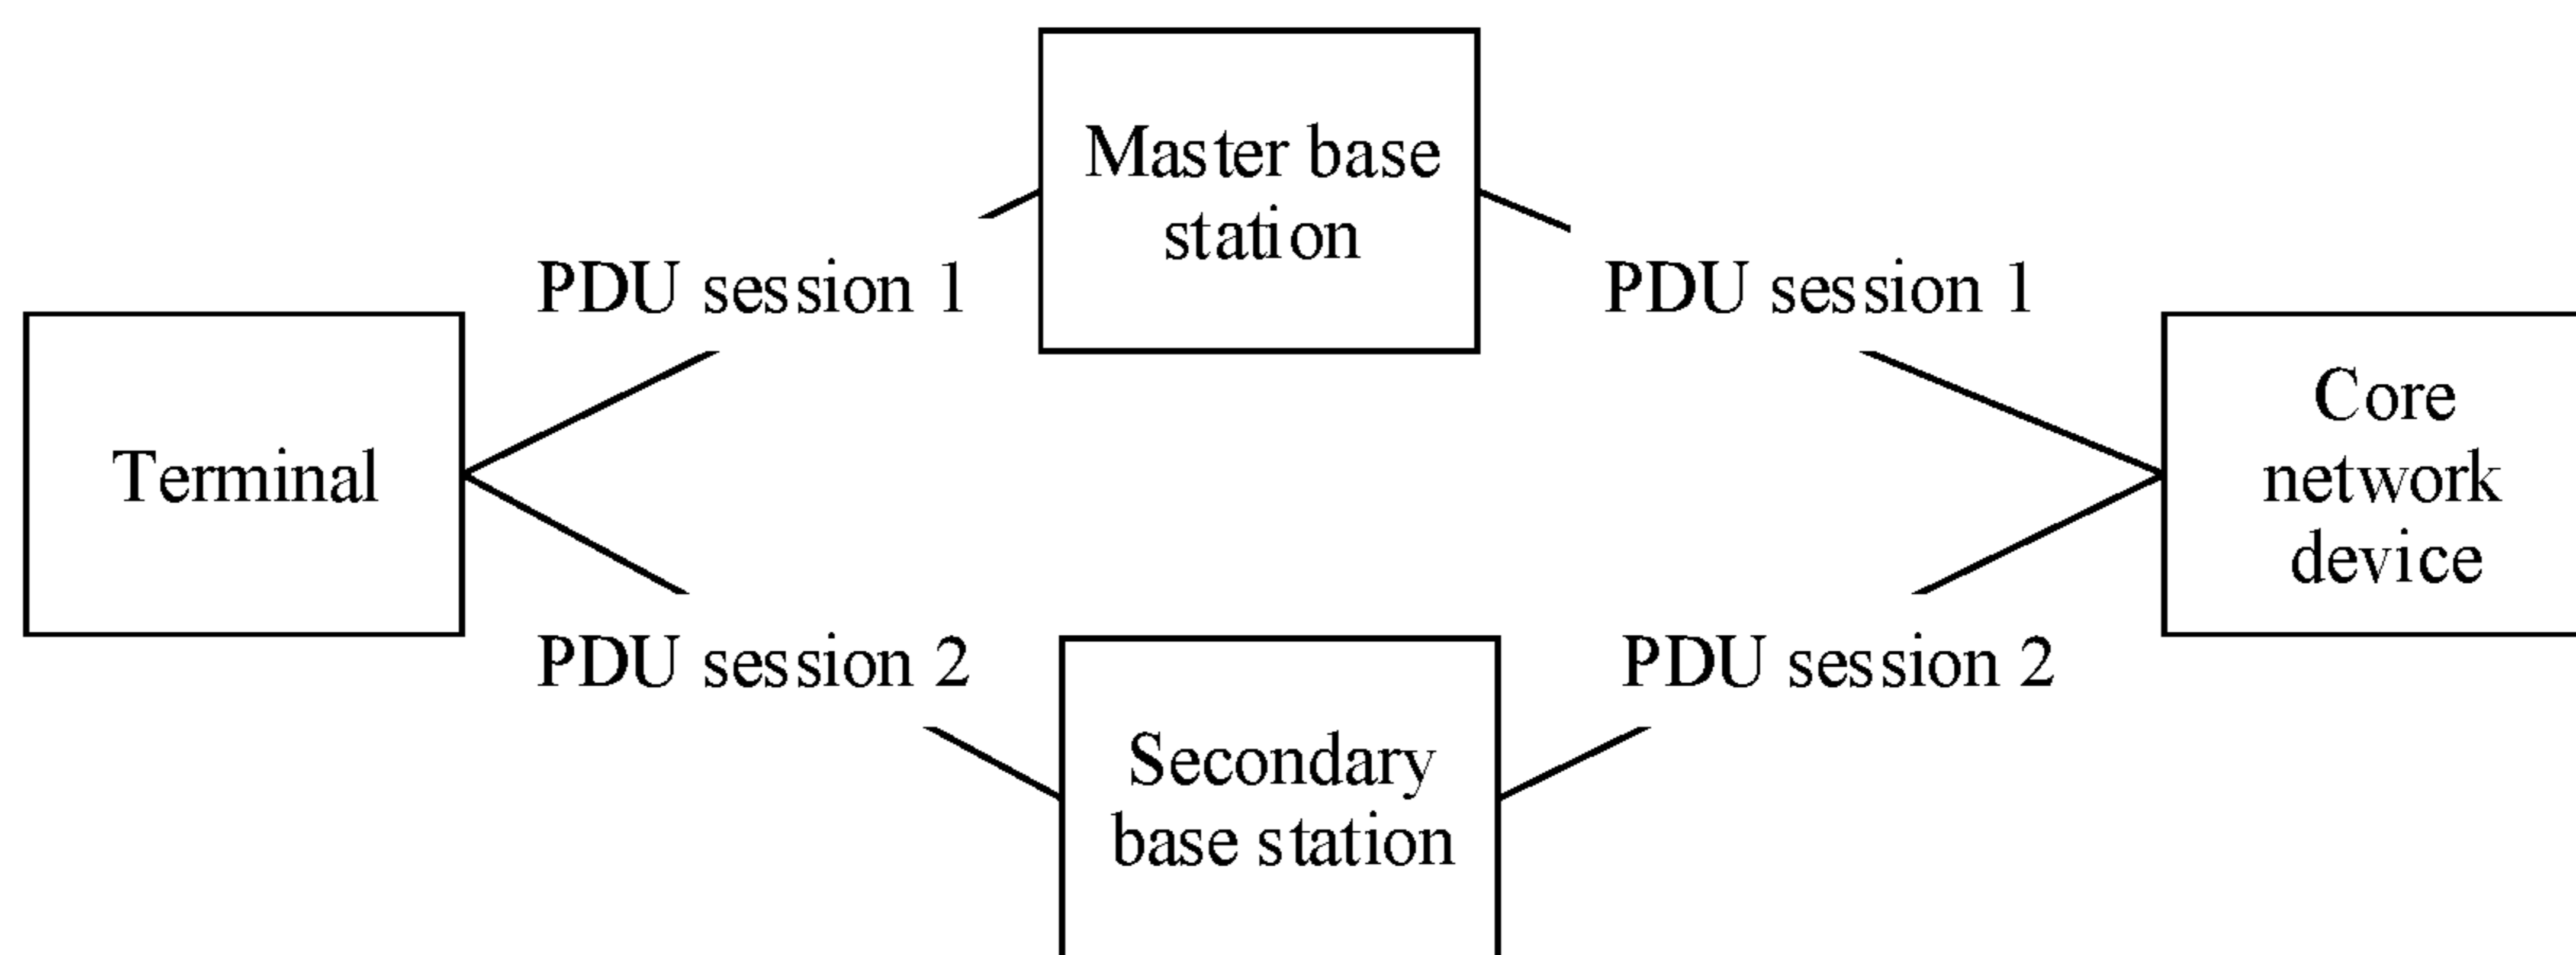 Master base
station
PDU session 1
PDU session 1
Terminal
Core
network
device
PDU session 2
PDU session 2
Secondary
base station